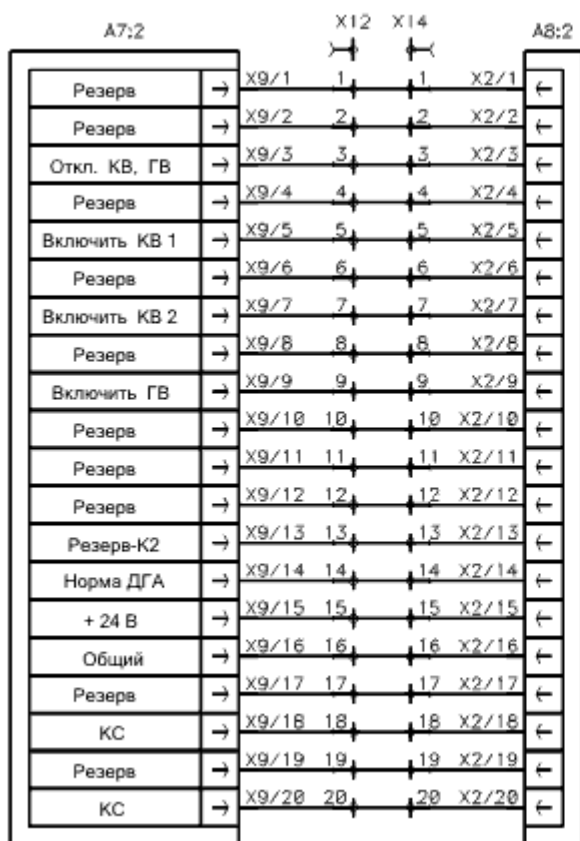 A7:2 X12 X14 A8:2
Резерв X9/1 1 1 X2/1
Резерв X9/2 2 2 X2/2
Откл. КВ, ГВ X9/3 3 3 X2/3
Резерв X9/4 4 4 X2/4
Включить КВ 1 X9/5 5 5 X2/5
Резерв X9/6 6 6 X2/6
Включить КВ 2 X9/7 7 7 X2/7
Резерв X9/8 8 8 X2/8
Включить ГВ X9/9 9 9 X2/9
Резерв X9/10 10 10 X2/10
Резерв X9/11 11 11 X2/11
Резерв X9/12 12 12 X2/12
Резерв-К2 X9/13 13 13 X2/13
Норма ДГА X9/14 14 14 X2/14
+ 24 В X9/15 15 15 X2/15
Общий X9/16 16 16 X2/16
Резерв X9/17 17 17 X2/17
КС X9/18 18 18 X2/18
Резерв X9/19 19 19 X2/19
КС X9/20 20 20 X2/20